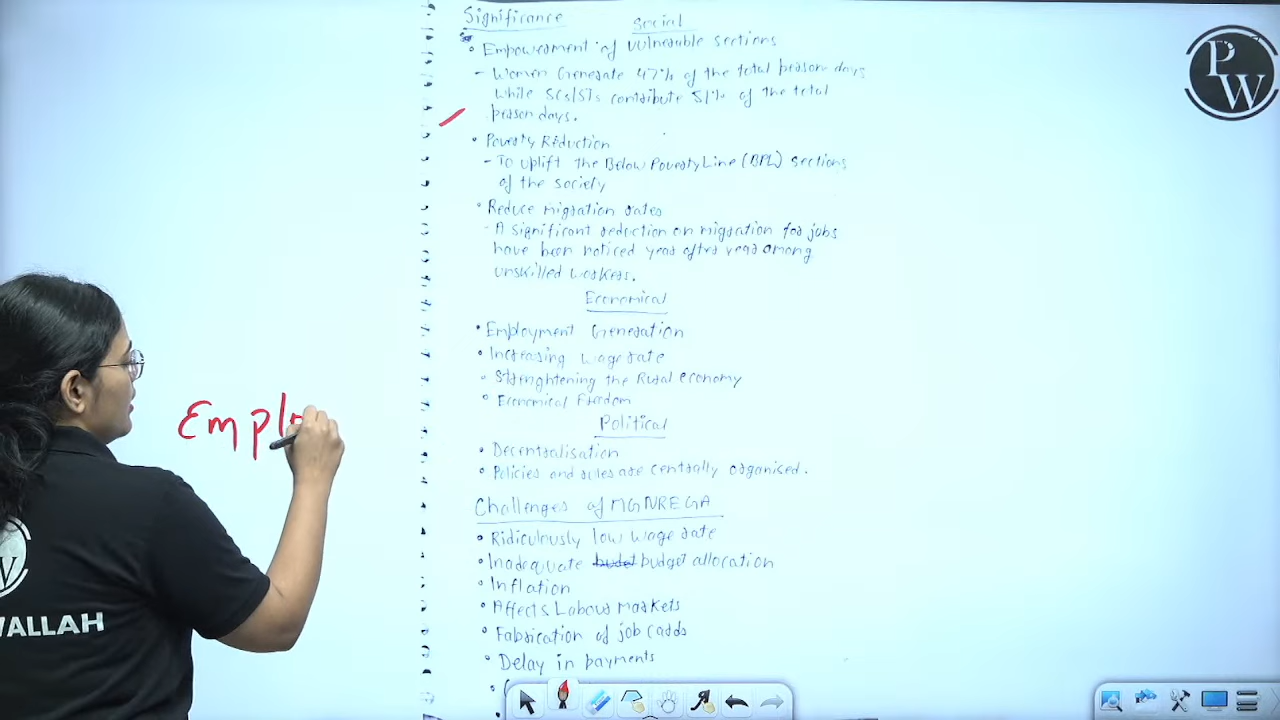 Significance
Social
• Empowerment of vulnerable sections
- Women Generate 47% of the total person days
while SCs/STs contribute 51% of the total
person days.
• Poverty Reduction
- To uplift the Below Poverty Line (BPL) sections
of the society
• Reduce migration rates
- A significant reduction on migration for jobs
have been noticed year after year among
unskilled workers.
Economical
• Employment Generation
• Increasing wage rate
• Strenghtening the Rural economy
• Economical Freedom
Political
• Decentralisation
• Policies and rules are centrally organised.
Challenges of MGNREGA
• Ridiculously low wage rate
• Inadequate budget allocation
• Inflation
• Affects Labour markets
• Fabrication of job cards
• Delay in payments
Emplo
PW
W
WALLAH